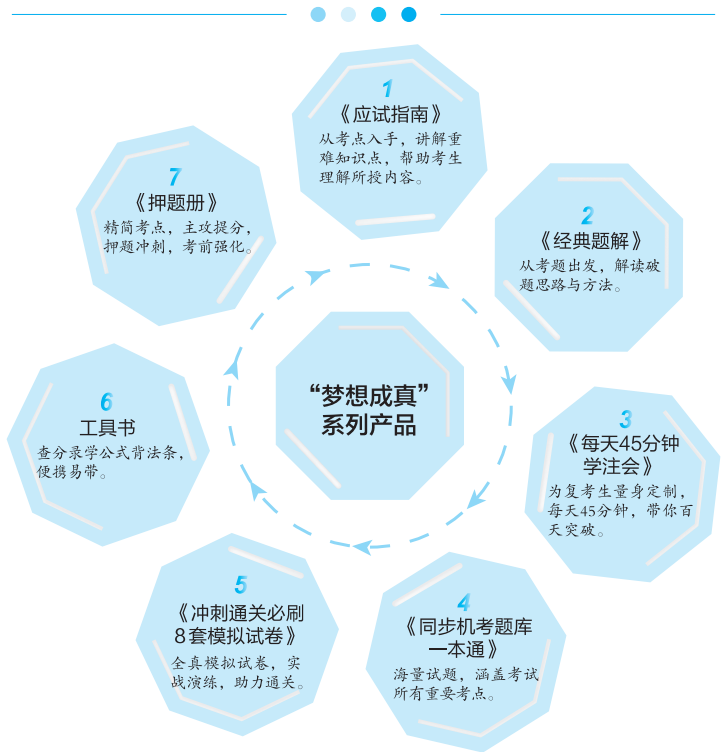 1
《应试指南》
从考点入手，讲解重
难知识点，帮助考生
理解所授内容。
2
《经典题解》
从考题出发，解读破
题思路与方法。
3
《每天45分钟
学注会》
为复考生量身定制，
每天45分钟，带你百
天突破。
4
《同步机考题库
一本通》
海量试题，涵盖考试
所有重要考点。
5
《冲刺通关必刷
8套模拟试卷》
全真模拟试卷，实
战演练，助力通关。
6
工具书
查分录学公式背法条，
便携易带。
7
《押题册》
精简考点，主攻提分，
押题冲刺，考前强化。
“梦想成真”
系列产品